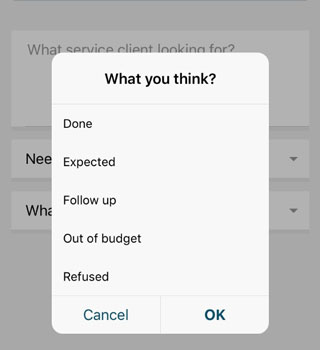 What service client looking for?
What you think?
Done
Expected
Nee
Follow up
Wha
Out of budget
Refused
Cancel
OK